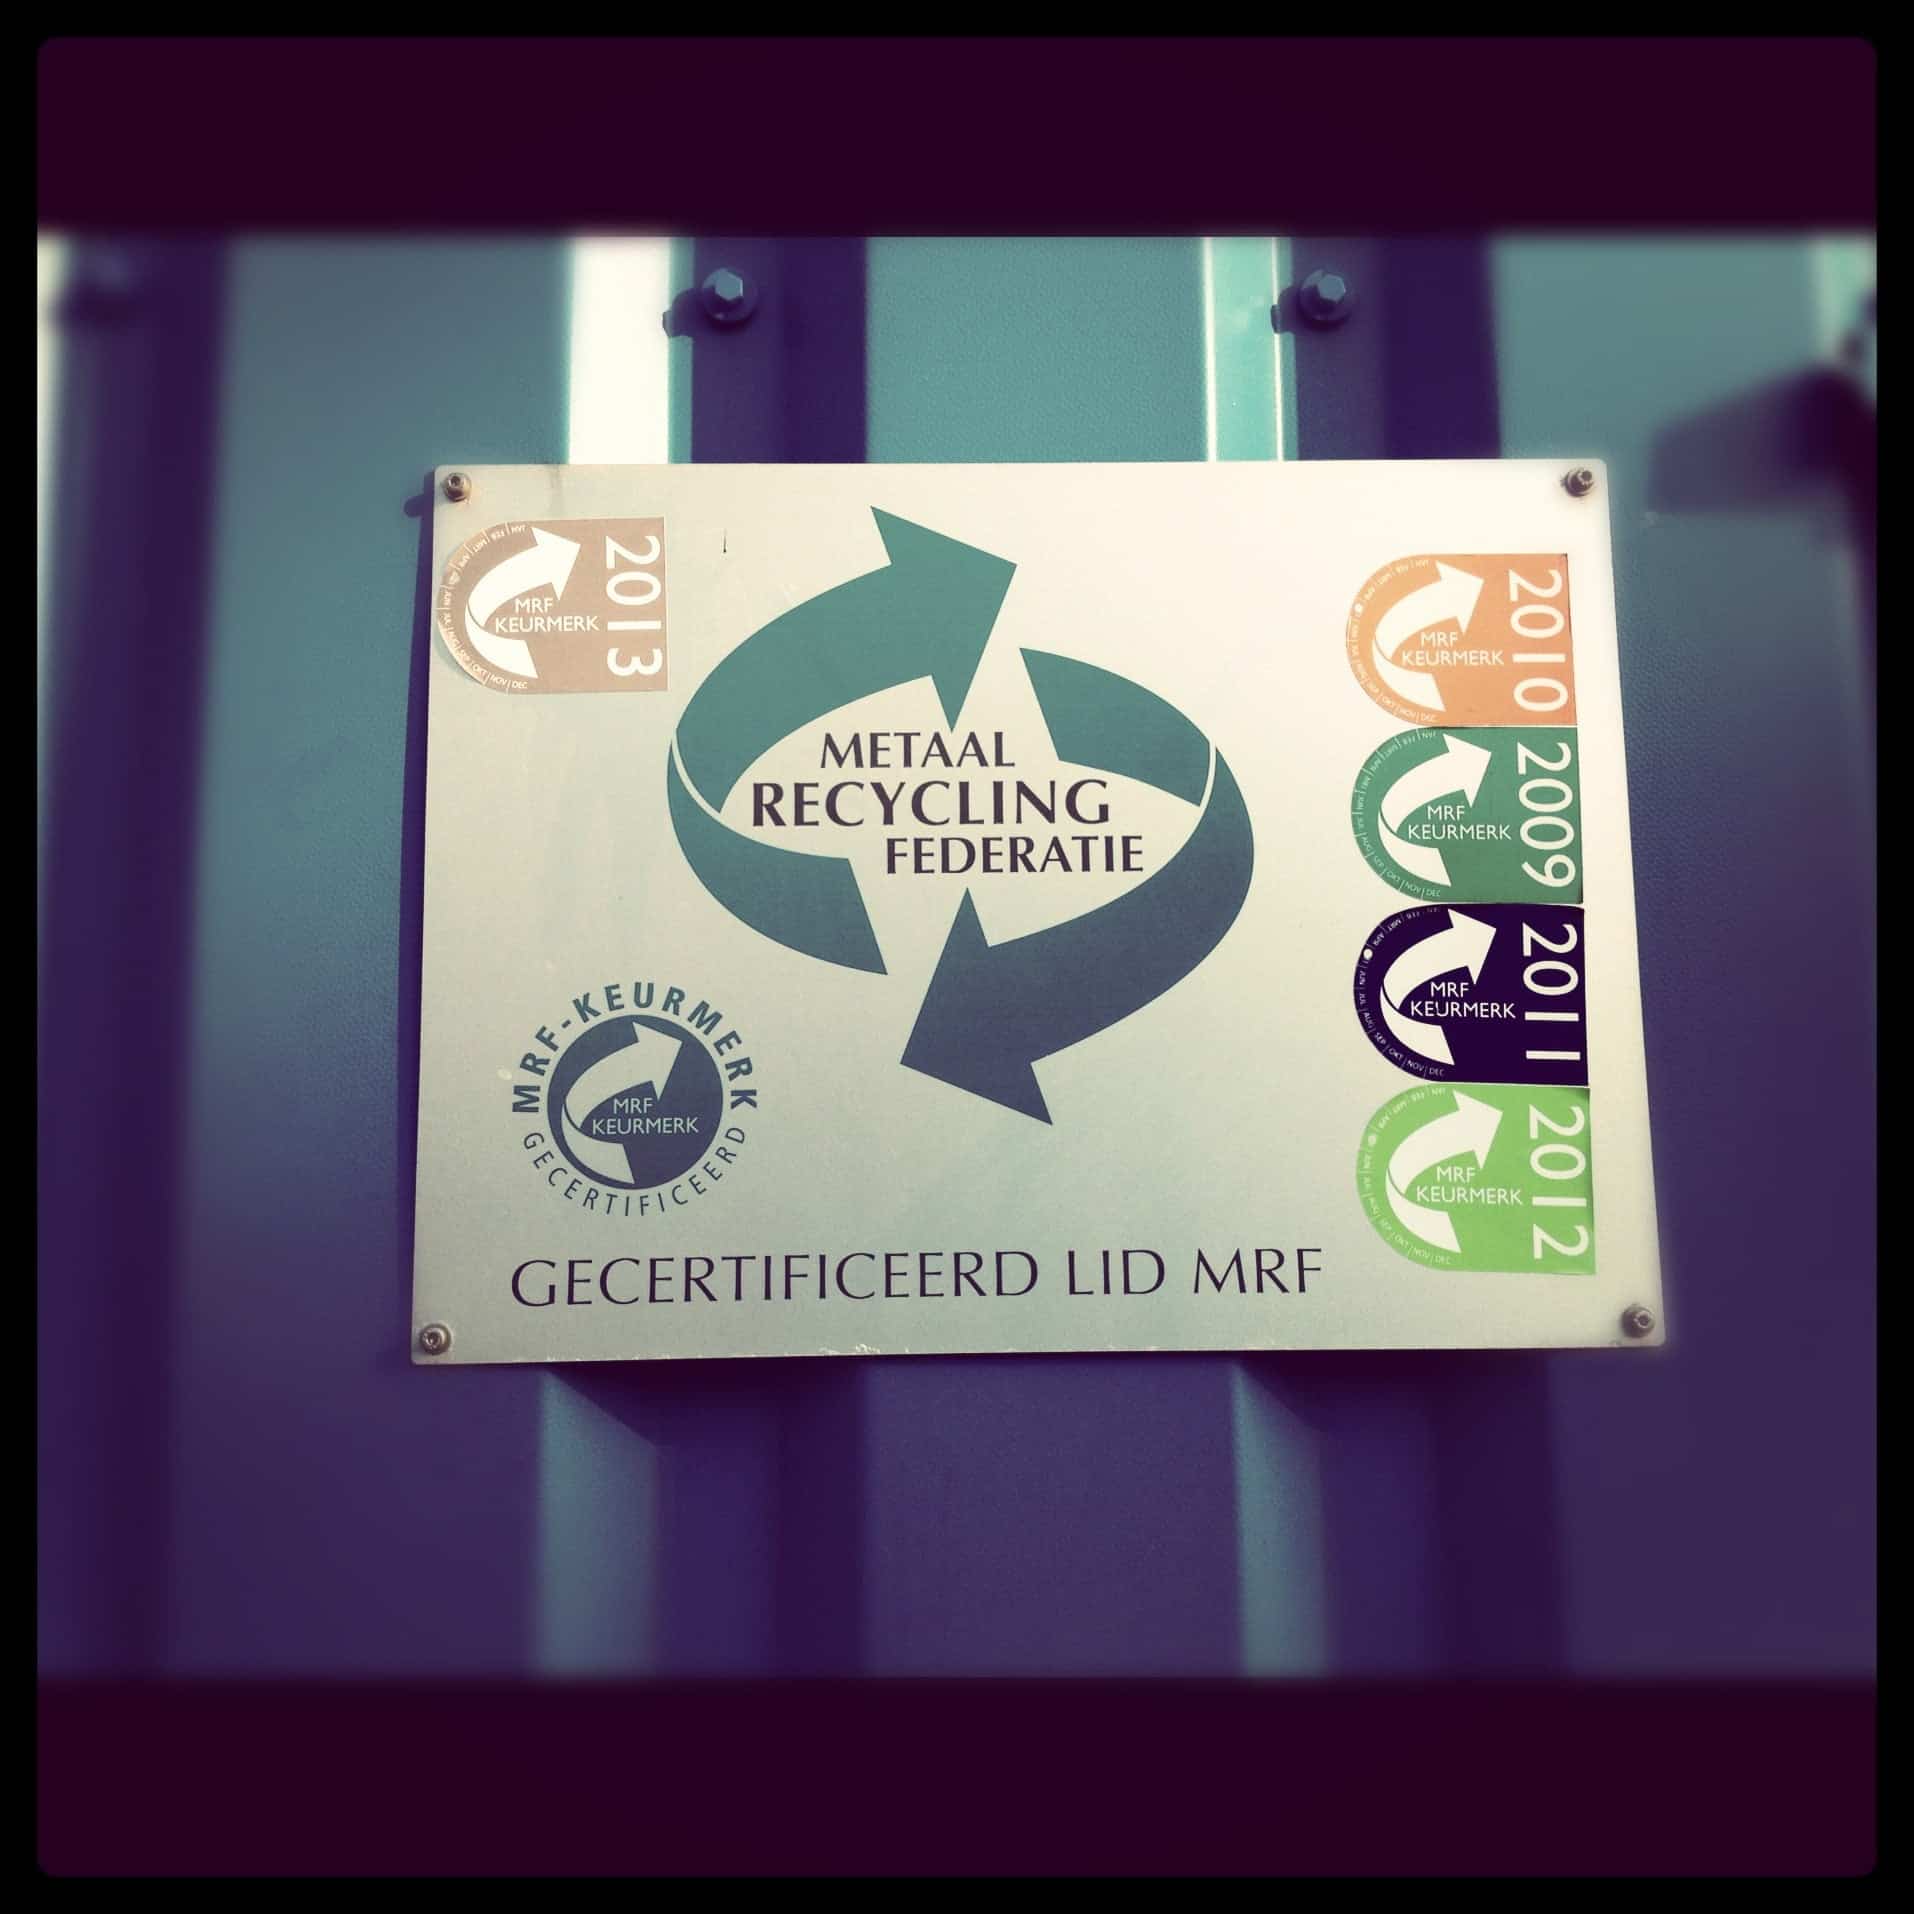 2013
MRF
KEURMERK
METAAL
RECYCLING
FEDERATIE
2010
MRF
KEURMERK
2009
MRF
KEURMERK
2011
MRF
KEURMERK
2012
MRF
KEURMERK
MRF-KEURMERK
MRF
KEURMERK
GECERTIFICEERD
GECERTIFICEERD LID MRF